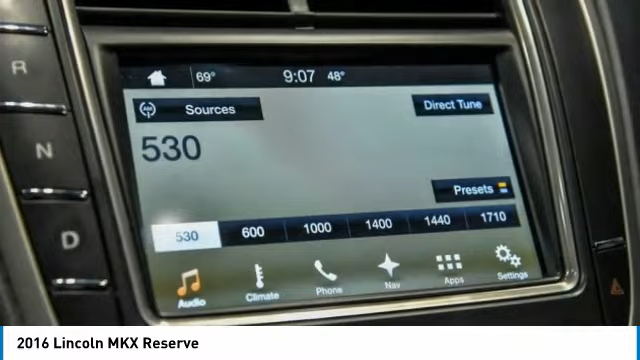 R
N
D
69° 9:07 48°
AM Sources
Direct Tune
530
Presets
530 600 1000 1400 1440 1710
Audio Climate Phone Nav Apps Settings
2016 Lincoln MKX Reserve